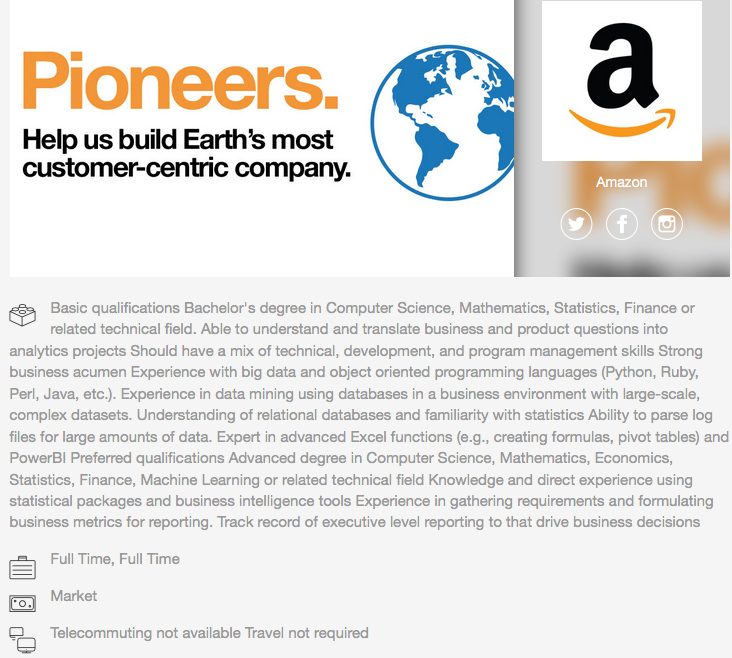 Pioneers.
Help us build Earth's most
customer-centric company.
a
Amazon
Basic qualifications Bachelor's degree in Computer Science, Mathematics, Statistics, Finance or
related technical field. Able to understand and translate business and product questions into
analytics projects Should have a mix of technical, development, and program management skills Strong
business acumen Experience with big data and object oriented programming languages (Python, Ruby,
Perl, Java, etc.). Experience in data mining using databases in a business environment with large-scale,
complex datasets. Understanding of relational databases and familiarity with statistics Ability to parse log
files for large amounts of data. Expert in advanced Excel functions (e.g., creating formulas, pivot tables) and
PowerBI Preferred qualifications Advanced degree in Computer Science, Mathematics, Economics,
Statistics, Finance, Machine Learning or related technical field Knowledge and direct experience using
statistical packages and business intelligence tools Experience in gathering requirements and formulating
business metrics for reporting. Track record of executive level reporting to that drive business decisions
Full Time, Full Time
Market
Telecommuting not available Travel not required